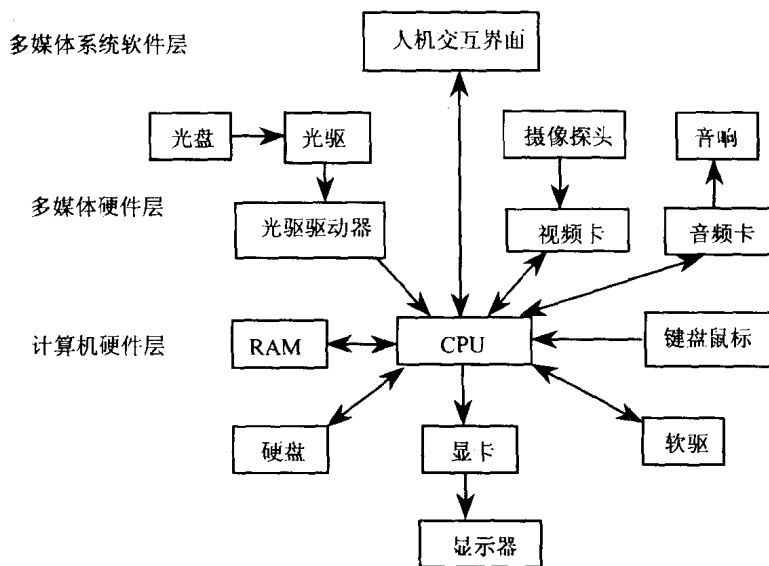 多媒体系统软件层
人机交互界面
光盘
光驱
摄像探头
音响
多媒体硬件层
光驱驱动器
视频卡
音频卡
计算机硬件层
RAM
CPU
键盘鼠标
硬盘
显卡
软驱
显示器